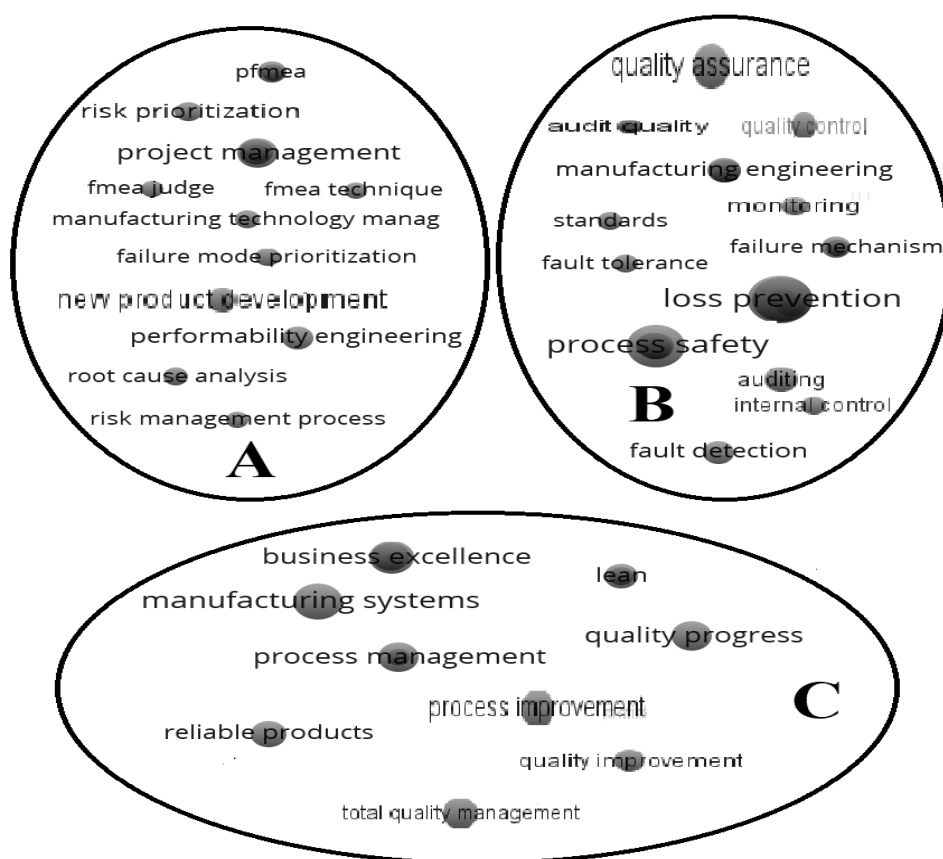 pfmea
risk prioritization
project management
fmea judge
fmea technique
manufacturing technology manag
failure mode prioritization
new product development
performability engineering
root cause analysis
risk management process
A
quality assurance
audit quality
quality control
manufacturing engineering
monitoring
standards
failure mechanism
fault tolerance
loss prevention
process safety
auditing
B
internal control
fault detection
business excellence
lean
manufacturing systems
quality progress
process management
C
process improvement
reliable products
quality improvement
total quality management